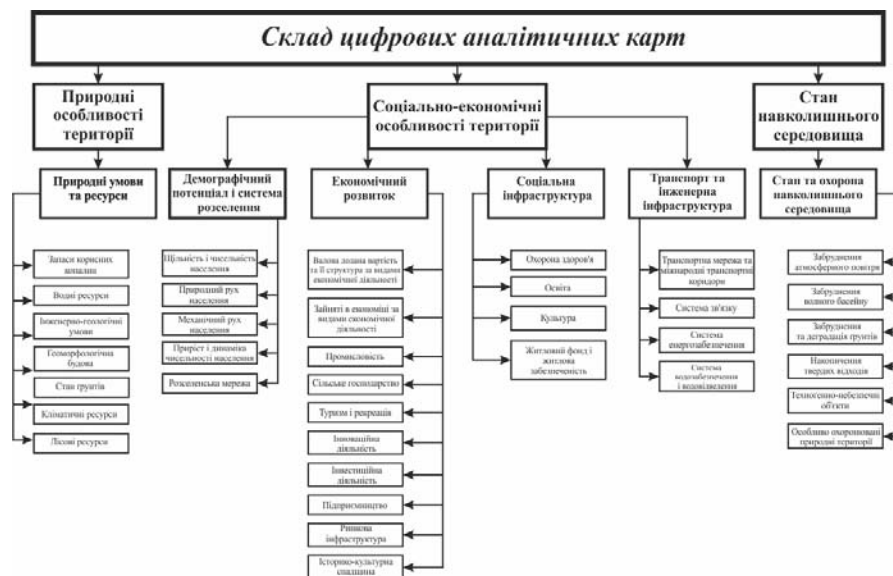 Склад цифрових аналітичних карт
Природні
особливості
території
Соціально-економічні
особливості території
Стан
навколишнього
середовища
Природні умови
та ресурси
Демографічний
потенціал і система
розселення
Економічний
розвиток
Соціальна
інфраструктура
Транспорт та
інженерна
інфраструктура
Стан та охорона
навколишнього
середовища
Запаси корисних
копалин
Водні ресурси
Інженерно-геологічні
умови
Геоморфологічна
будова
Стан ґрунтів
Кліматичні ресурси
Лісові ресурси
Щільність і чисельність
населення
Природний рух
населення
Механічний рух
населення
Приріст і динаміка
чисельності населення
Розселенська мережа
Валова додана вартість
та її структура за видами
економічної діяльності
Зайняті в економіці за
видами економічної
діяльності
Промисловість
Сільське господарство
Туризм і рекреація
Інноваційна
діяльність
Інвестиційна
діяльність
Підприємництво
Ринкова
інфраструктура
Історико-культурна
спадщина
Охорона здоров'я
Освіта
Культура
Житловий фонд і
житлова
забезпеченість
Транспортна мережа та
міжнародні транспортні
коридори
Система зв'язку
Система
енергозабезпечення
Система
водозабезпечення
і водовідведення
Забруднення
атмосферного повітря
Забруднення
водного басейну
Забруднення
та деградація ґрунтів
Накопичення
твердих відходів
Техногенно-небезпечні
об'єкти
Особливо охоронювані
природні території